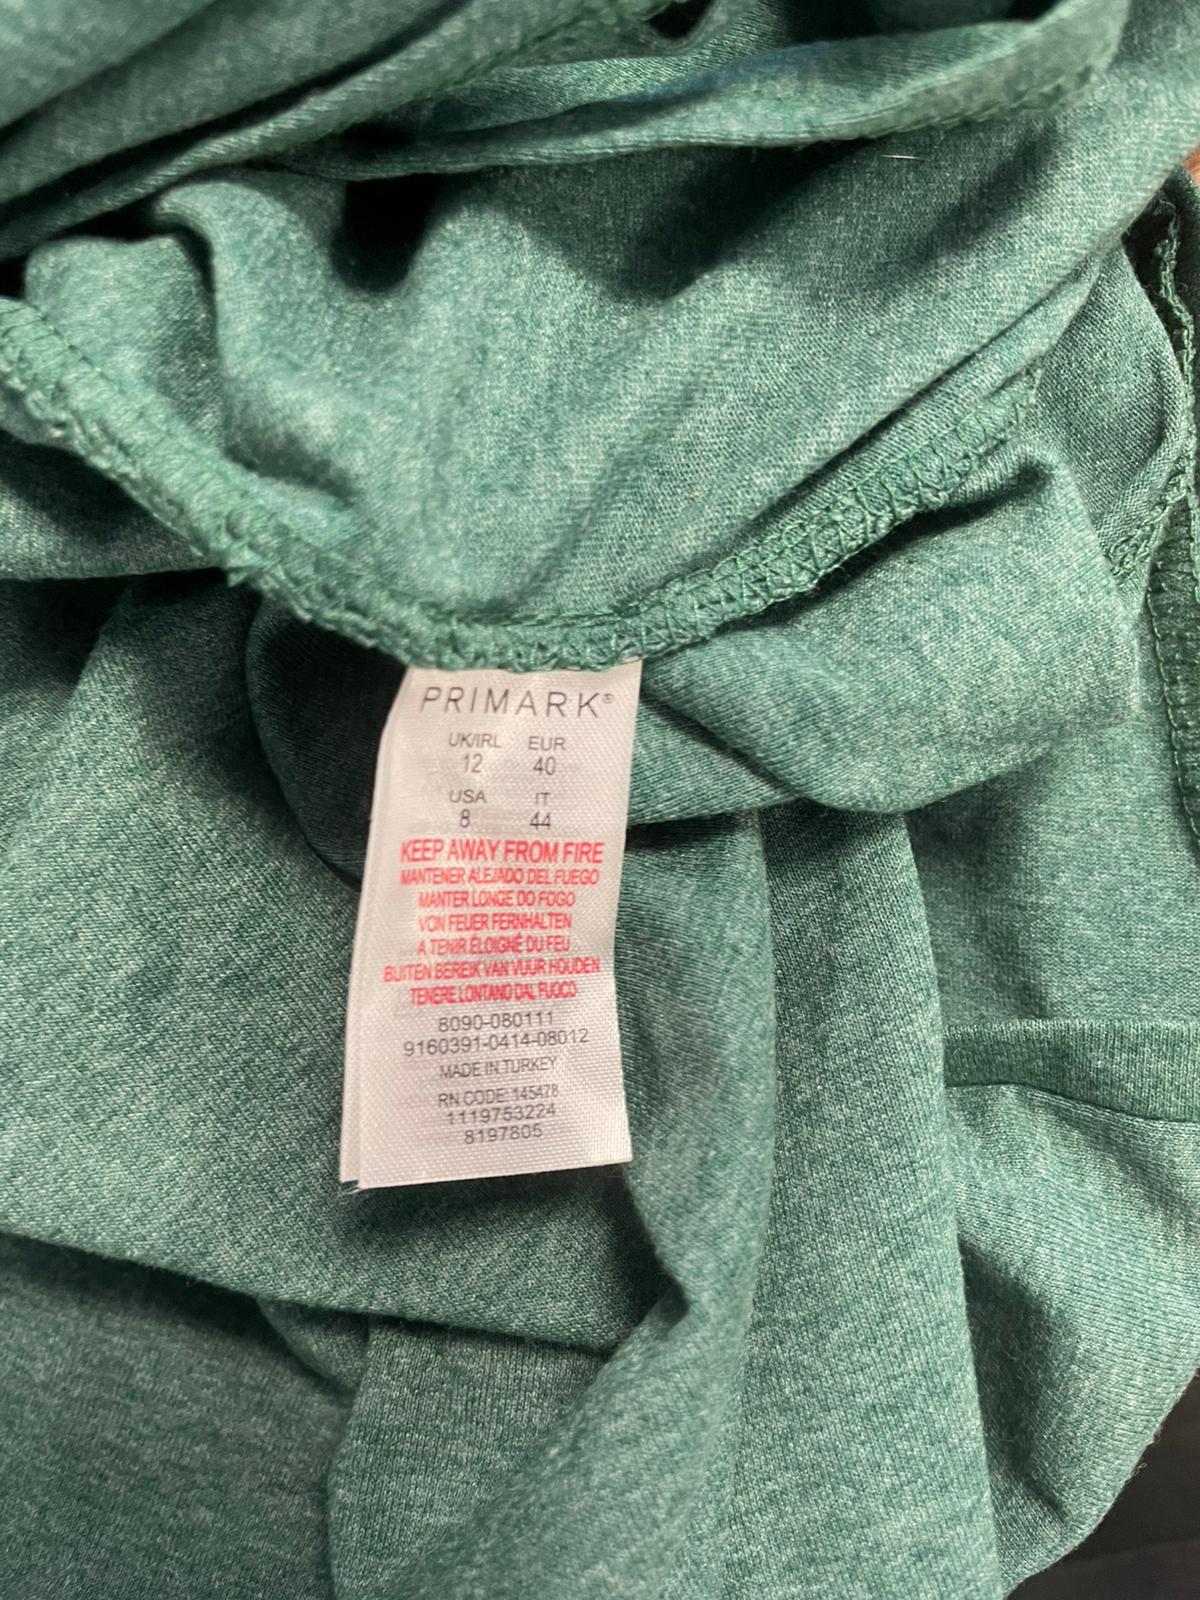 PRIMARK®
UK/IRL EUR
12 40
USA IT
8 44
KEEP AWAY FROM FIRE
MANTENER ALEJADO DEL FUEGO
MANTER LONGE DO FOGO
VON FEUER FERNHALTEN
A TENIR ÉLOIGNÉ DU FEU
BUITEN BEREIK VAN VUUR HOUDEN
TENERE LONTANO DAL FUOCO
8090-080111
9160391-0414-08012
MADE IN TURKEY
RN CODE: 145478
1119753224
8197805